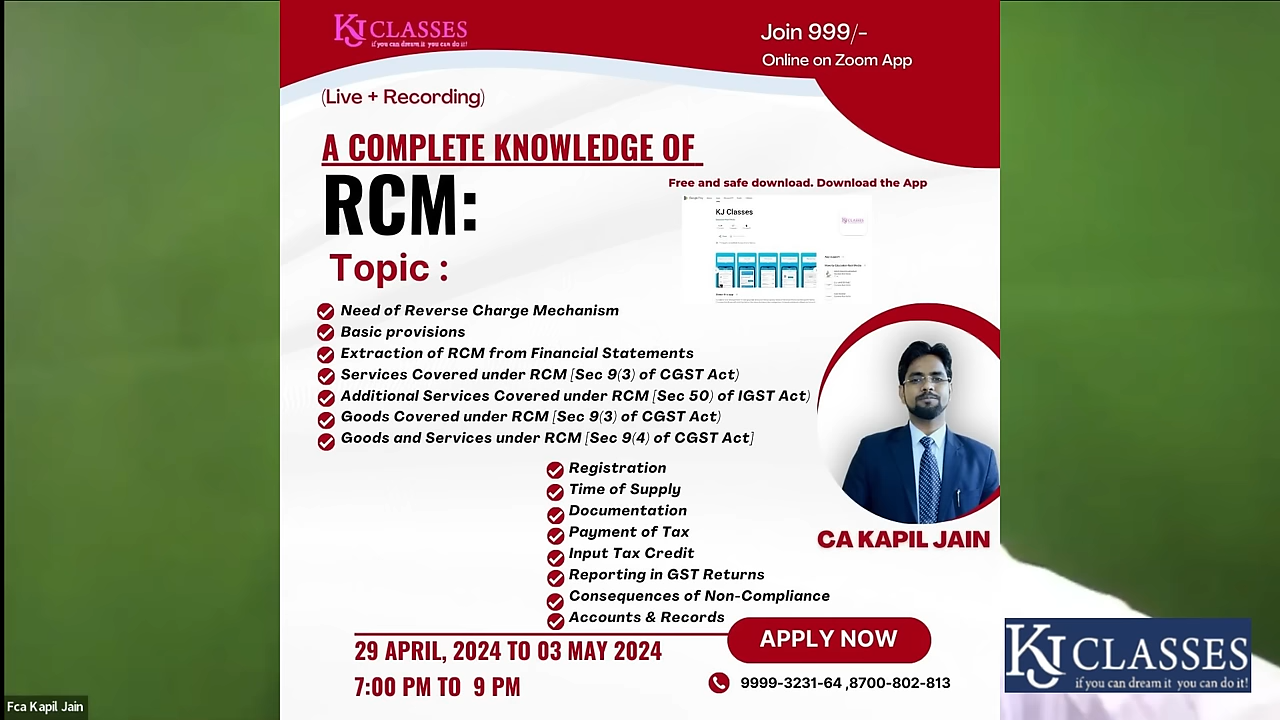 KJ CLASSES
if you can dream it you can do it!
Join 999/-
Online on Zoom App
(Live + Recording)
A COMPLETE KNOWLEDGE OF
RCM:
Topic :
Free and safe download. Download the App
KJ Classes
Need of Reverse Charge Mechanism
Basic provisions
Extraction of RCM from Financial Statements
Services Covered under RCM [Sec 9(3) of CGST Act)
Additional Services Covered under RCM [Sec 50) of IGST Act)
Goods Covered under RCM [Sec 9(3) of CGST Act)
Goods and Services under RCM [Sec 9(4) of CGST Act]
Registration
Time of Supply
Documentation
Payment of Tax
Input Tax Credit
Reporting in GST Returns
Consequences of Non-Compliance
Accounts & Records
CA KAPIL JAIN
29 APRIL, 2024 TO 03 MAY 2024
7:00 PM TO 9 PM
APPLY NOW
9999-3231-64 ,8700-802-813
KJ CLASSES
if you can dream it you can do it!
Fca Kapil Jain